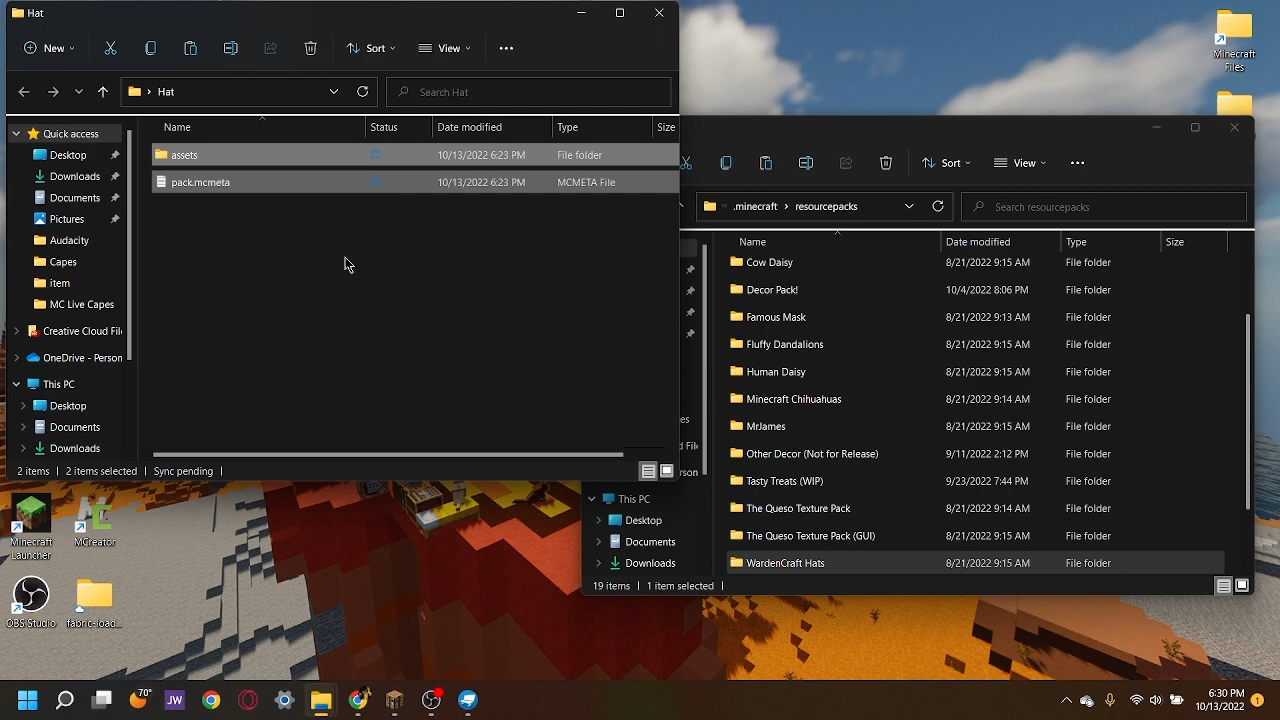 Hat
New
Sort
View
Hat
Search Hat
Name Status Date modified Type Size
Quick access
assets 10/13/2022 6:23 PM File folder
pack.mcmeta 10/13/2022 6:23 PM MCMETA File
Desktop
Downloads
Documents
Pictures
Audacity
Capes
item
MC Live Capes
Creative Cloud Fil
OneDrive - Person
This PC
Desktop
Documents
Downloads
2 items 2 items selected Sync pending
Minecraft
Files
Sort
View
.minecraft resourcepacks
Search resourcepacks
Name Date modified Type Size
Cow Daisy 8/21/2022 9:15 AM File folder
Decor Pack! 10/4/2022 8:06 PM File folder
Famous Mask 8/21/2022 9:13 AM File folder
Fluffy Dandalions 8/21/2022 9:15 AM File folder
Human Daisy 8/21/2022 9:15 AM File folder
Minecraft Chihuahuas 8/21/2022 9:14 AM File folder
MrJames 8/21/2022 9:15 AM File folder
Other Decor (Not for Release) 9/11/2022 2:12 PM File folder
Tasty Treats (WIP) 9/23/2022 7:44 PM File folder
The Queso Texture Pack 8/21/2022 9:14 AM File folder
The Queso Texture Pack (GUI) 8/21/2022 9:15 AM File folder
WardenCraft Hats 8/21/2022 9:15 AM File folder
es
d Fil
rson
This PC
Desktop
Documents
Downloads
19 items 1 item selected
Minecraft
Launcher
MCreator
OBS Studio
fabric-loa...
70°
JW
6:30 PM
10/13/2022
1